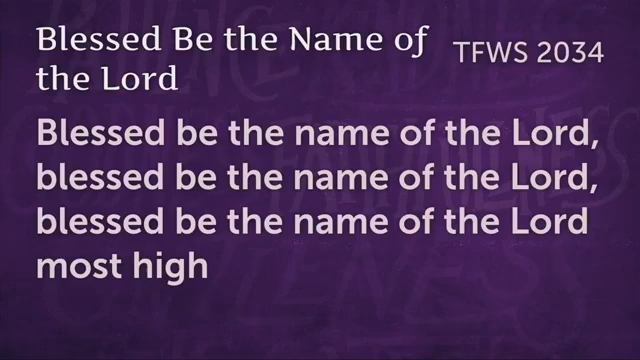 Blessed Be the Name of
the Lord
TFWS 2034
Blessed be the name of the Lord,
blessed be the name of the Lord,
blessed be the name of the Lord
most high